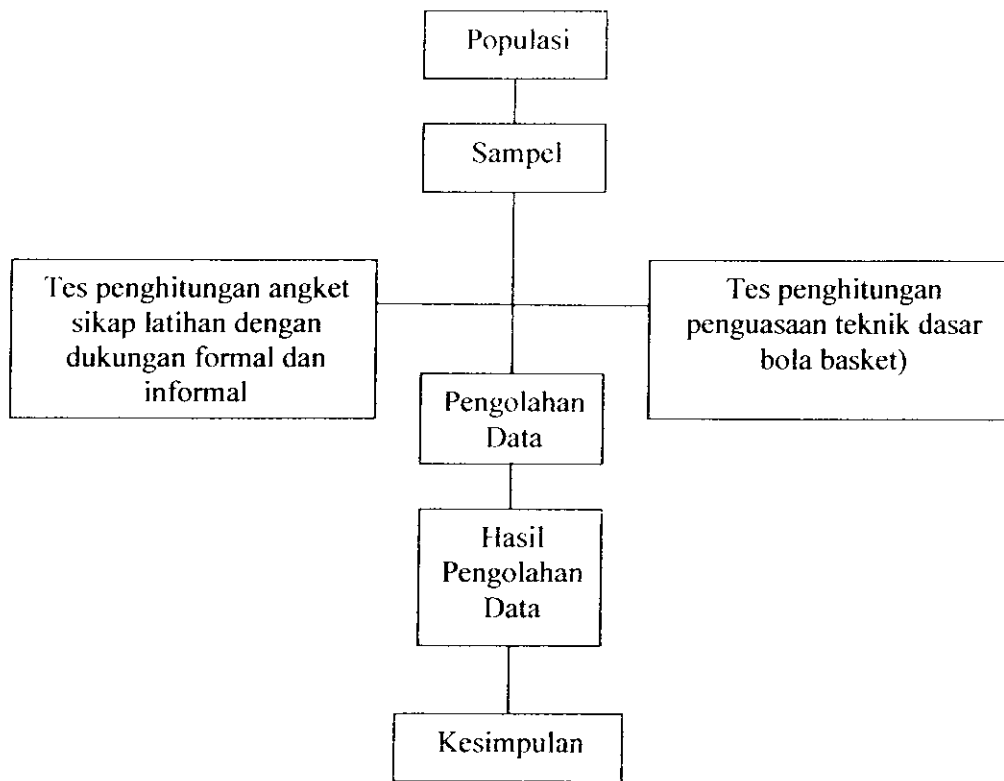 Populasi
Sampel
Tes penghitungan angket
sikap latihan dengan
dukungan formal dan
informal
Tes penghitungan
penguasaan teknik dasar
bola basket)
Pengolahan
Data
Hasil
Pengolahan
Data
Kesimpulan